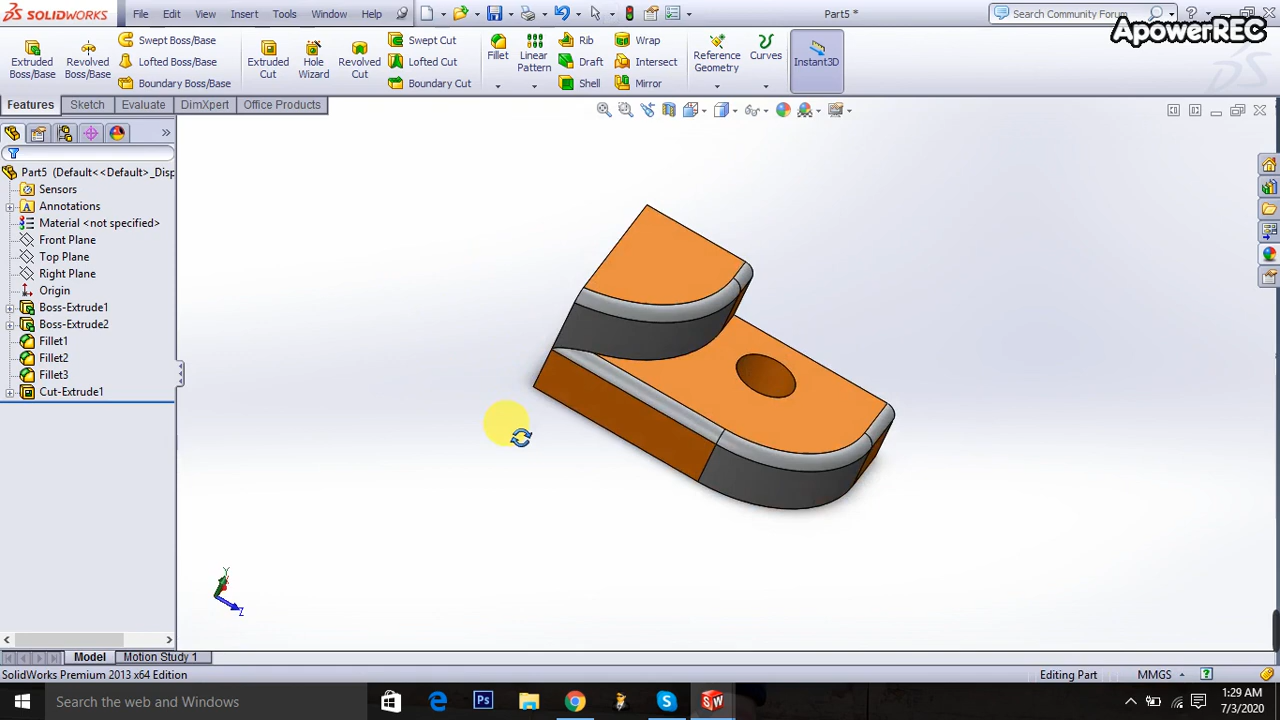 SOLIDWORKS File Edit View Insert Tools Window Help Part5 * Search Community Forum
ApowerREC
Extruded Boss/Base
Revolved Boss/Base
Swept Boss/Base
Lofted Boss/Base
Boundary Boss/Base
Extruded Cut
Hole Wizard
Revolved Cut
Swept Cut
Lofted Cut
Boundary Cut
Fillet
Linear Pattern
Rib
Draft
Shell
Wrap
Intersect
Mirror
Reference Geometry
Curves
Instant3D
Features Sketch Evaluate DimXpert Office Products
Part5 (Default<<Default>_Disp
Sensors
Annotations
Material <not specified>
Front Plane
Top Plane
Right Plane
Origin
Boss-Extrude1
Boss-Extrude2
Fillet1
Fillet2
Fillet3
Cut-Extrude1
Y
Z
Model Motion Study 1
SolidWorks Premium 2013 x64 Edition Editing Part MMGS
Search the web and Windows
1:29 AM
7/3/2020